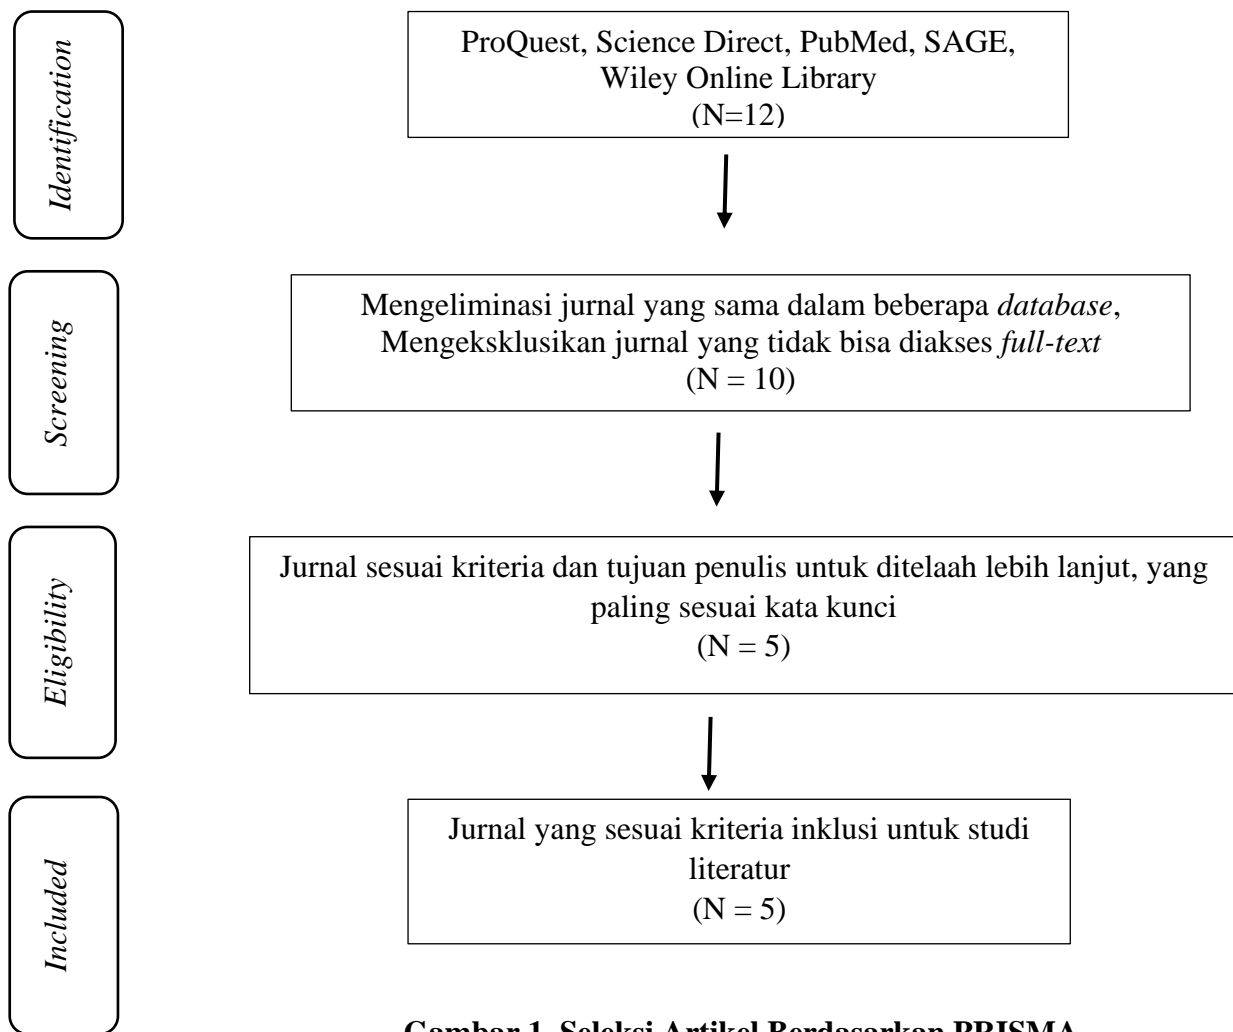 Identification
ProQuest, Science Direct, PubMed, SAGE,
Wiley Online Library
(N=12)
Screening
Mengeliminasi jurnal yang sama dalam beberapa database,
Mengeksklusikan jurnal yang tidak bisa diakses full-text
(N = 10)
Eligibility
Jurnal sesuai kriteria dan tujuan penulis untuk ditelaah lebih lanjut, yang
paling sesuai kata kunci
(N = 5)
Included
Jurnal yang sesuai kriteria inklusi untuk studi
literatur
(N = 5)
Gambar 1. Seleksi Artikel Berdasarkan PRISMA